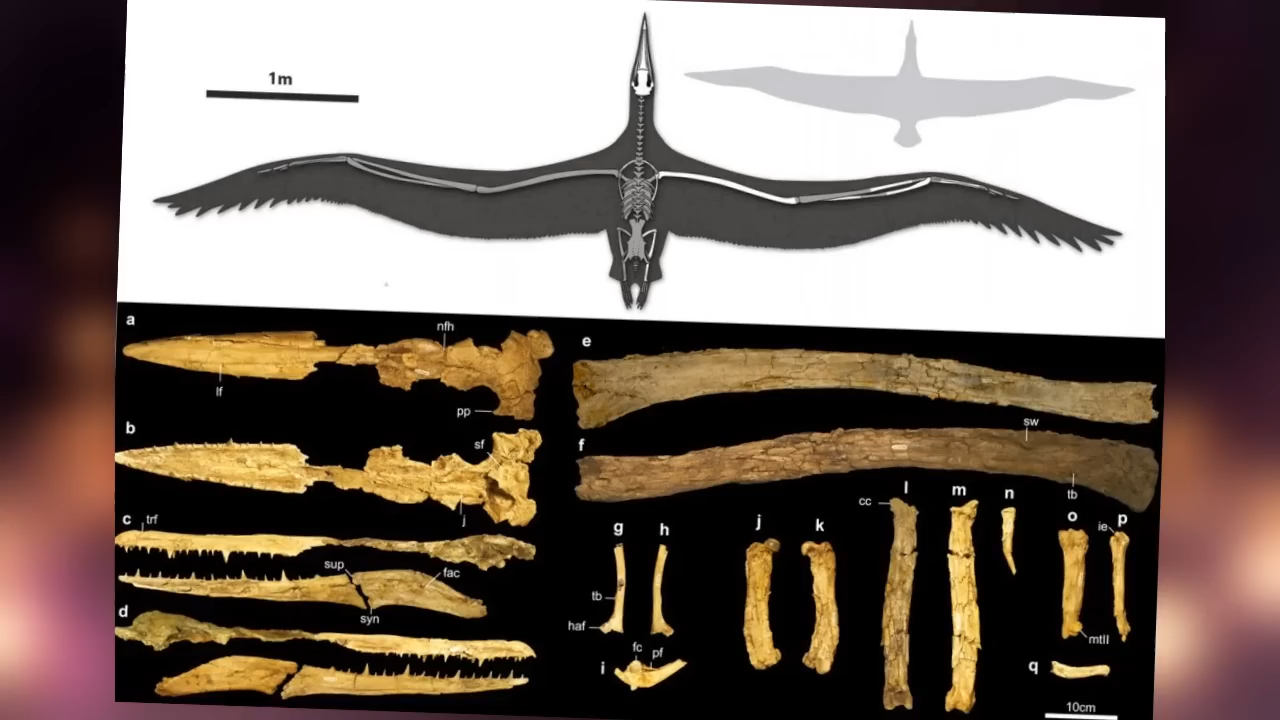 1m
a
nfh
lf
pp
b
sf
j
c
trf
sup
fac
syn
d
e
f
sw
tb
g
h
tb
haf
i
fc
pf
j
k
cc
l
m
n
o
p
ie
mtII
q
10cm